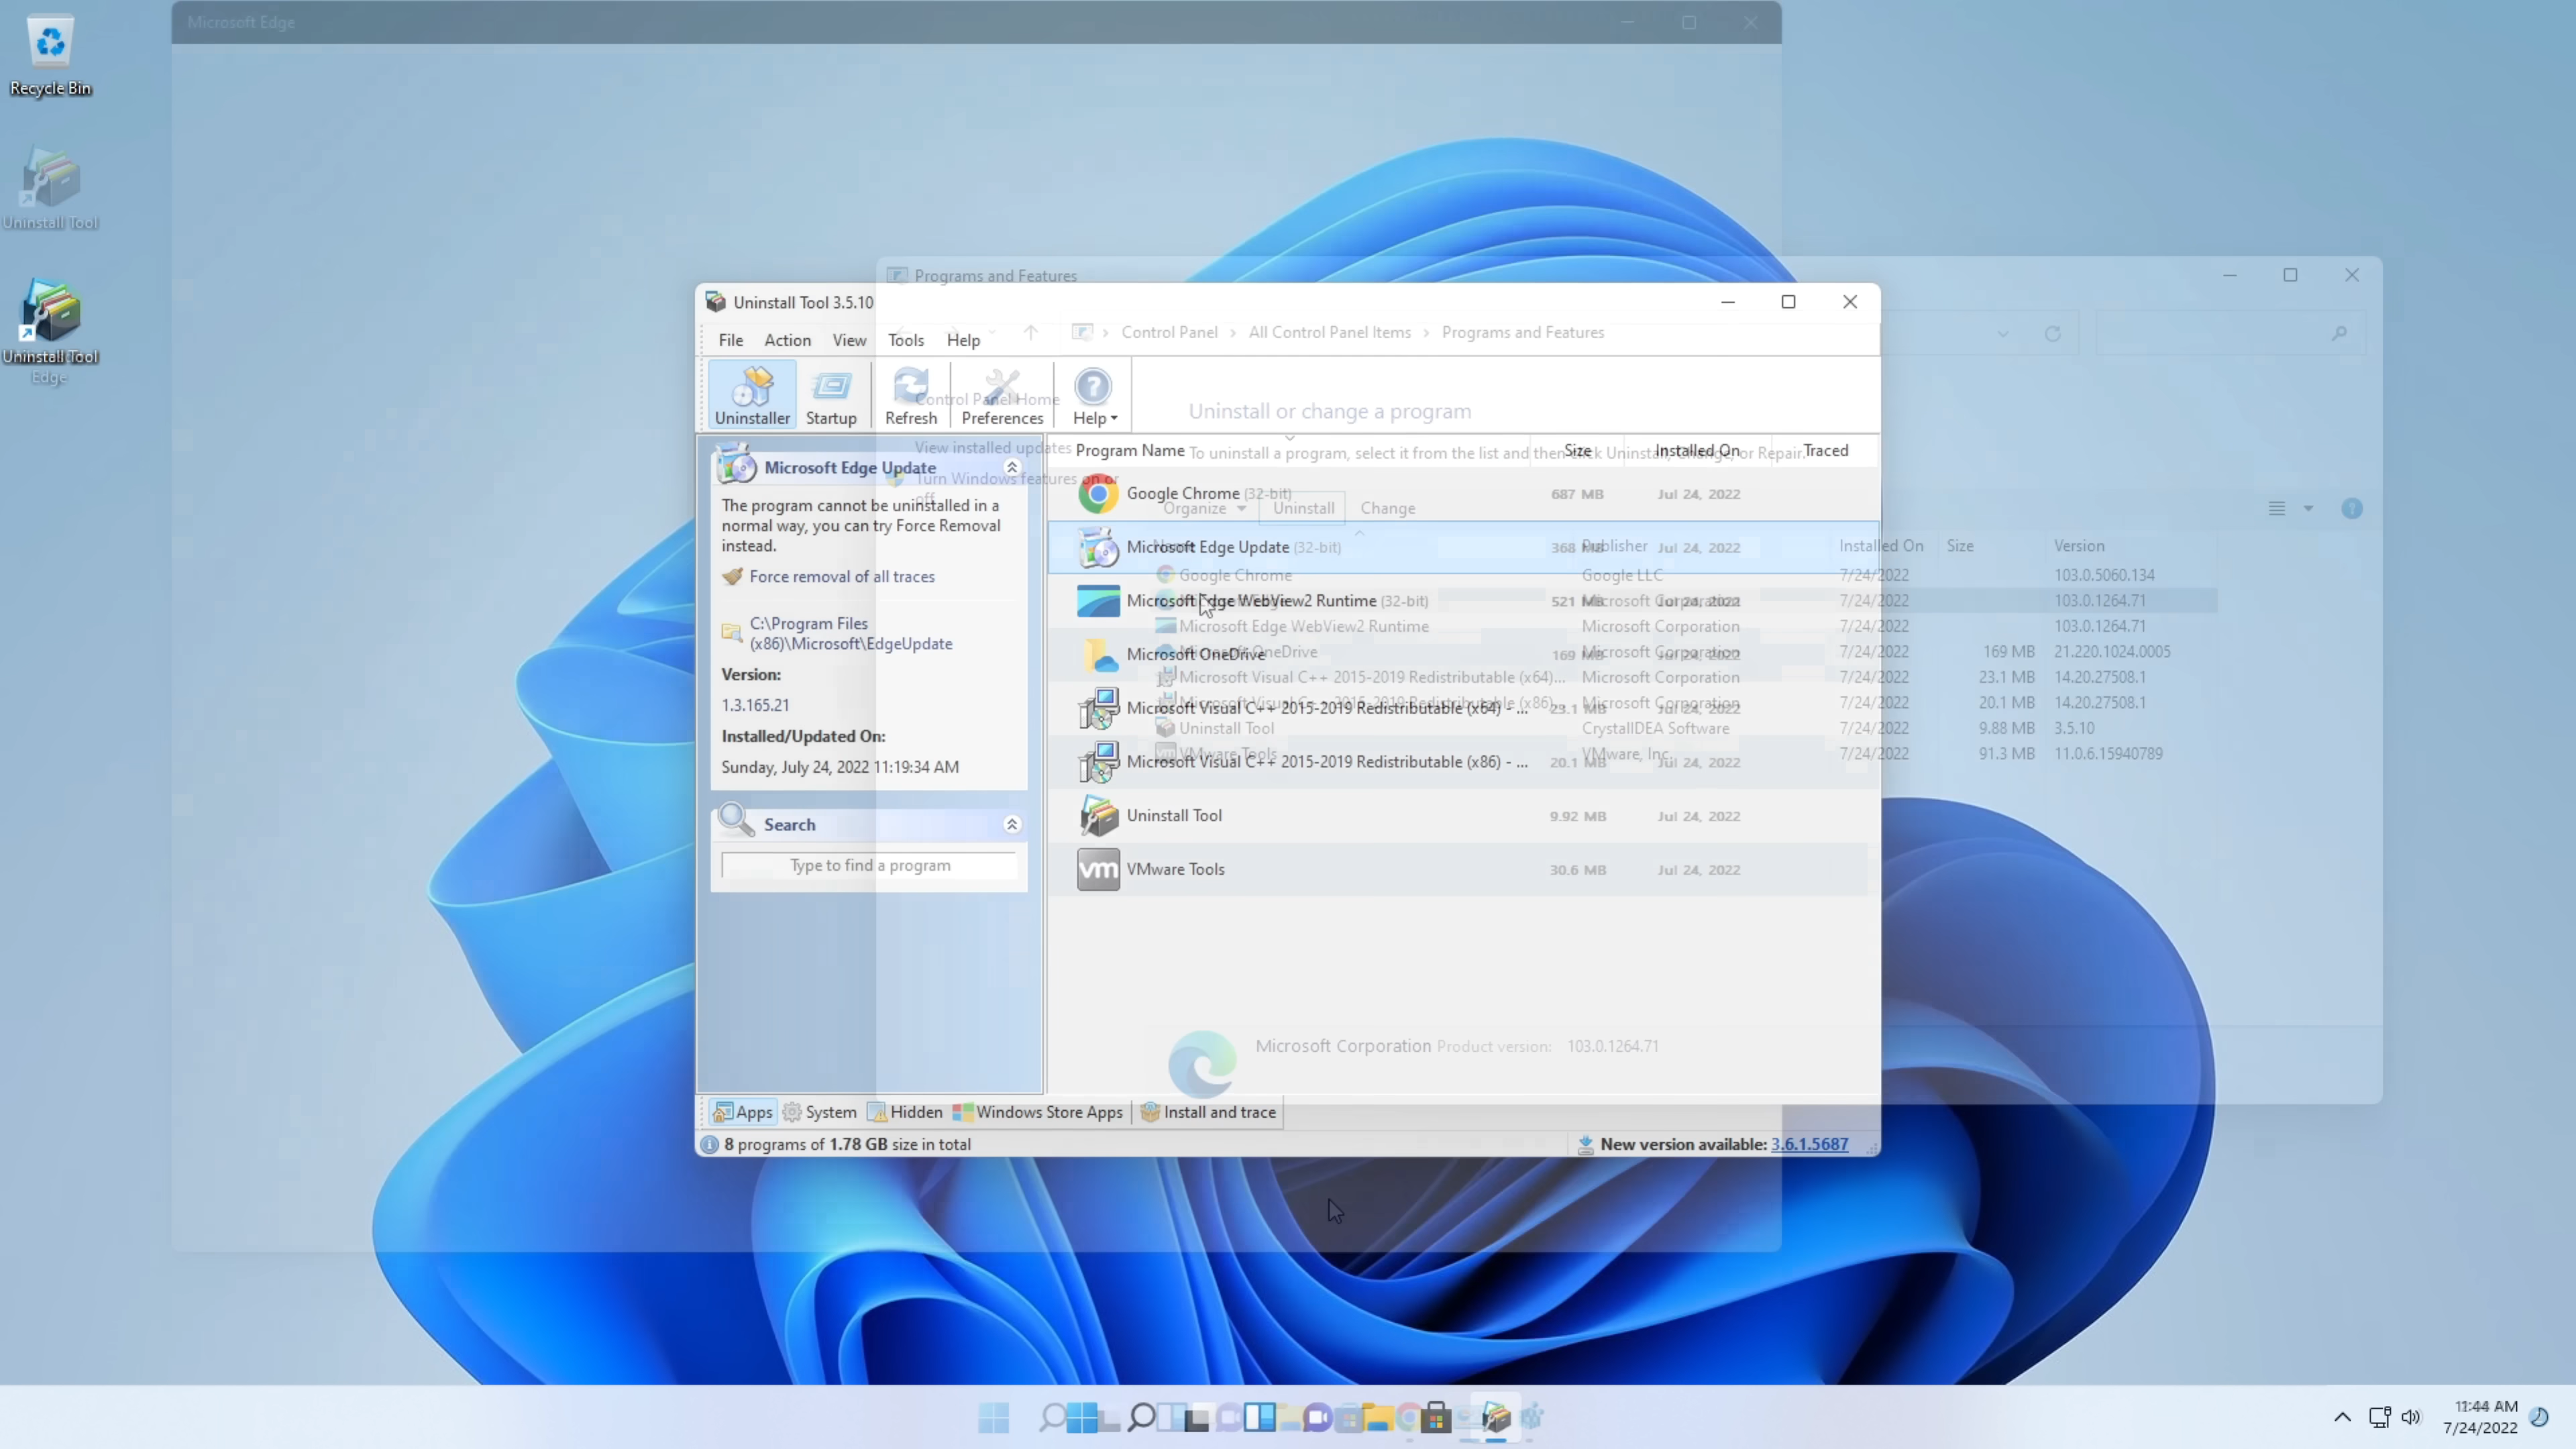 Microsoft Edge
Recycle Bin
Uninstall Tool
Uninstall Tool
Edge
Programs and Features
Uninstall Tool 3.5.10
File Action View Tools Help
Control Panel › All Control Panel Items › Programs and Features
Uninstaller Startup Refresh Preferences Help
Control Panel Home
View installed updates
Turn Windows features on or
off
Uninstall or change a program
To uninstall a program, select it from the list and then click Uninstall, Change, or Repair.
Program Name Size Installed On Traced
Microsoft Edge Update
The program cannot be uninstalled in a
normal way, you can try Force Removal
instead.
Force removal of all traces
C:\Program Files
(x86)\Microsoft\EdgeUpdate
Version:
1.3.165.21
Installed/Updated On:
Sunday, July 24, 2022 11:19:34 AM
Search
Type to find a program
Google Chrome (32-bit) 687 MB Jul 24, 2022
Microsoft Edge Update (32-bit) 368 MB Jul 24, 2022
Microsoft Edge WebView2 Runtime (32-bit) 521 MB Jul 24, 2022
Microsoft OneDrive 169 MB Jul 24, 2022
Microsoft Visual C++ 2015-2019 Redistributable (x64) - ... 23.1 MB Jul 24, 2022
Microsoft Visual C++ 2015-2019 Redistributable (x86) - ... 20.1 MB Jul 24, 2022
Uninstall Tool 9.92 MB Jul 24, 2022
vm VMware Tools 30.6 MB Jul 24, 2022
Organize Uninstall Change
Name Publisher Installed On Size Version
Google Chrome Google LLC 7/24/2022 103.0.5060.134
Microsoft Corporation 7/24/2022 103.0.1264.71
Microsoft Edge WebView2 Runtime Microsoft Corporation 7/24/2022 103.0.1264.71
Microsoft OneDrive Microsoft Corporation 7/24/2022 169 MB 21.220.1024.0005
Microsoft Visual C++ 2015-2019 Redistributable (x64)... Microsoft Corporation 7/24/2022 23.1 MB 14.20.27508.1
Microsoft Visual C++ 2015-2019 Redistributable (x86)... Microsoft Corporation 7/24/2022 20.1 MB 14.20.27508.1
Uninstall Tool CrystalIDEA Software 7/24/2022 9.88 MB 3.5.10
VMware Tools VMware, Inc. 7/24/2022 91.3 MB 11.0.6.15940789
Microsoft Corporation Product version: 103.0.1264.71
Apps System Hidden Windows Store Apps Install and trace
8 programs of 1.78 GB size in total
New version available: 3.6.1.5687
11:44 AM
7/24/2022